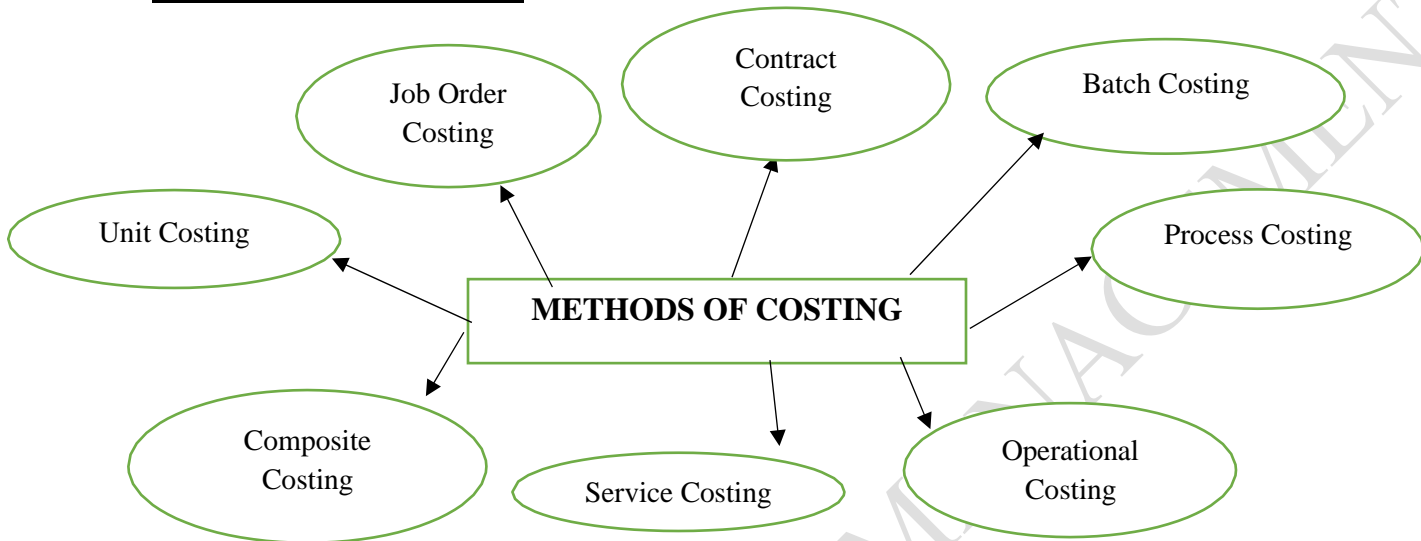 Contract
Costing
Batch Costing
Job Order
Costing
Unit Costing
Process Costing
METHODS OF COSTING
Composite
Costing
Service Costing
Operational
Costing